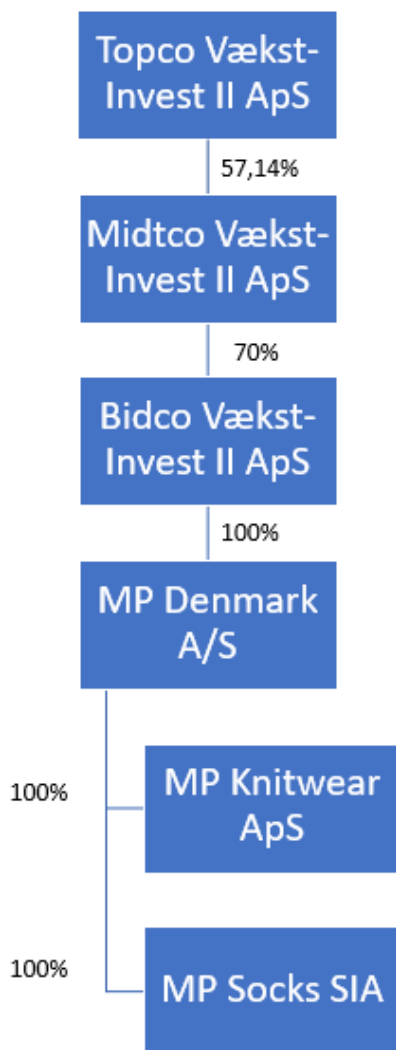 Topco Vækst-
Invest II ApS
57,14%
Midtco Vækst-
Invest II ApS
70%
Bidco Vækst-
Invest II ApS
100%
MP Denmark
A/S
100%
MP Knitwear
ApS
100%
MP Socks SIA